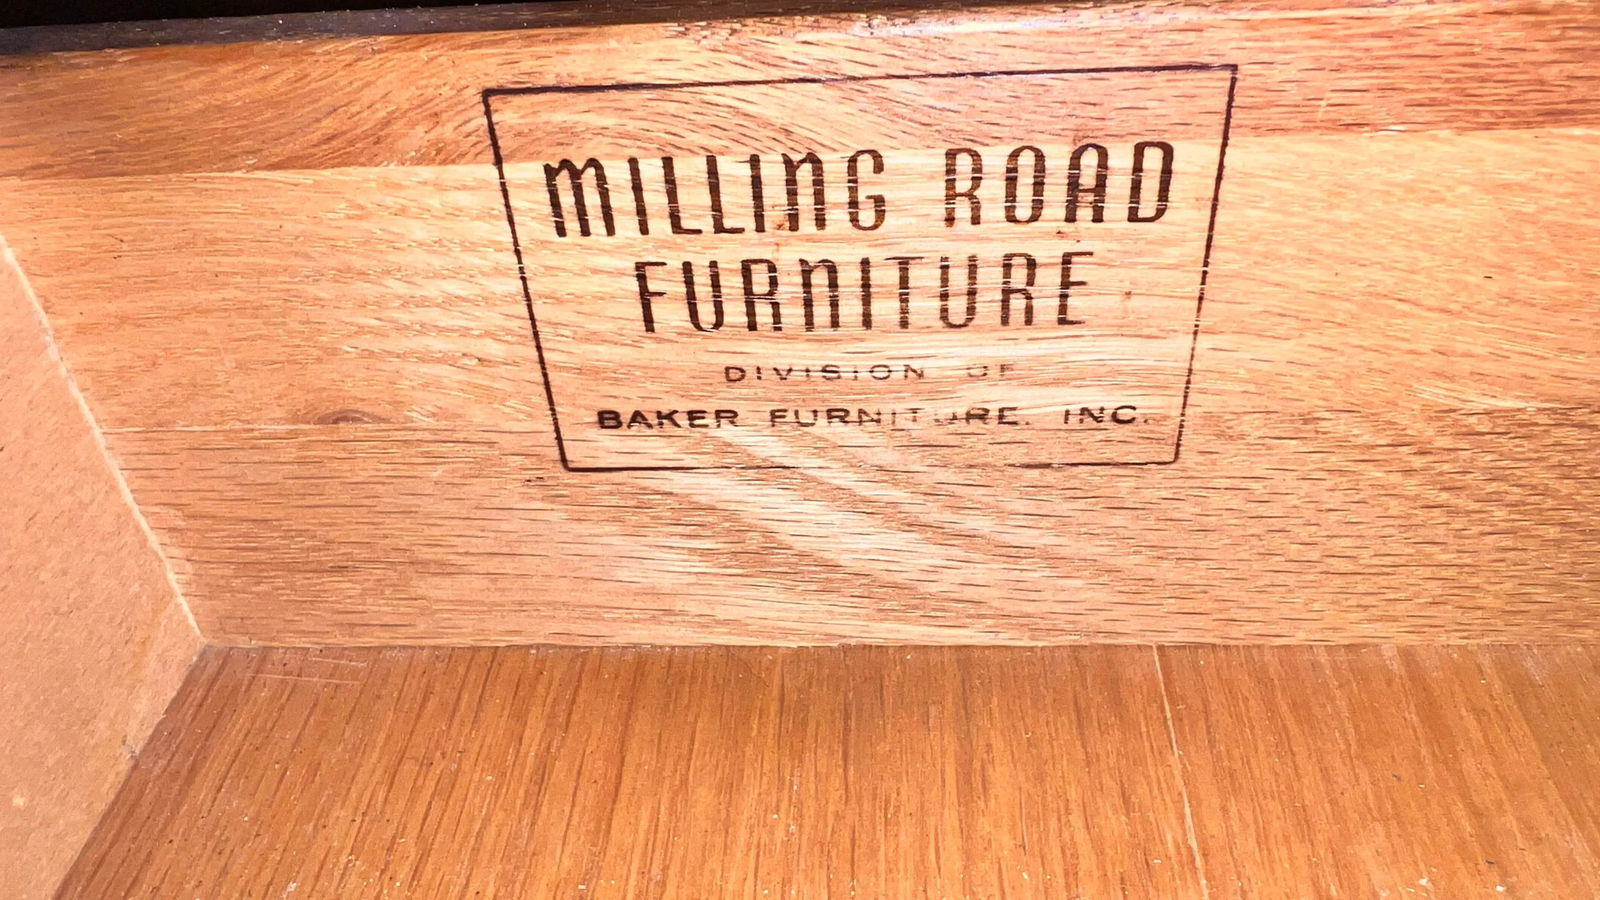 MILLING ROAD
FURNITURE
DIVISION OF
BAKER FURNITURE, INC.